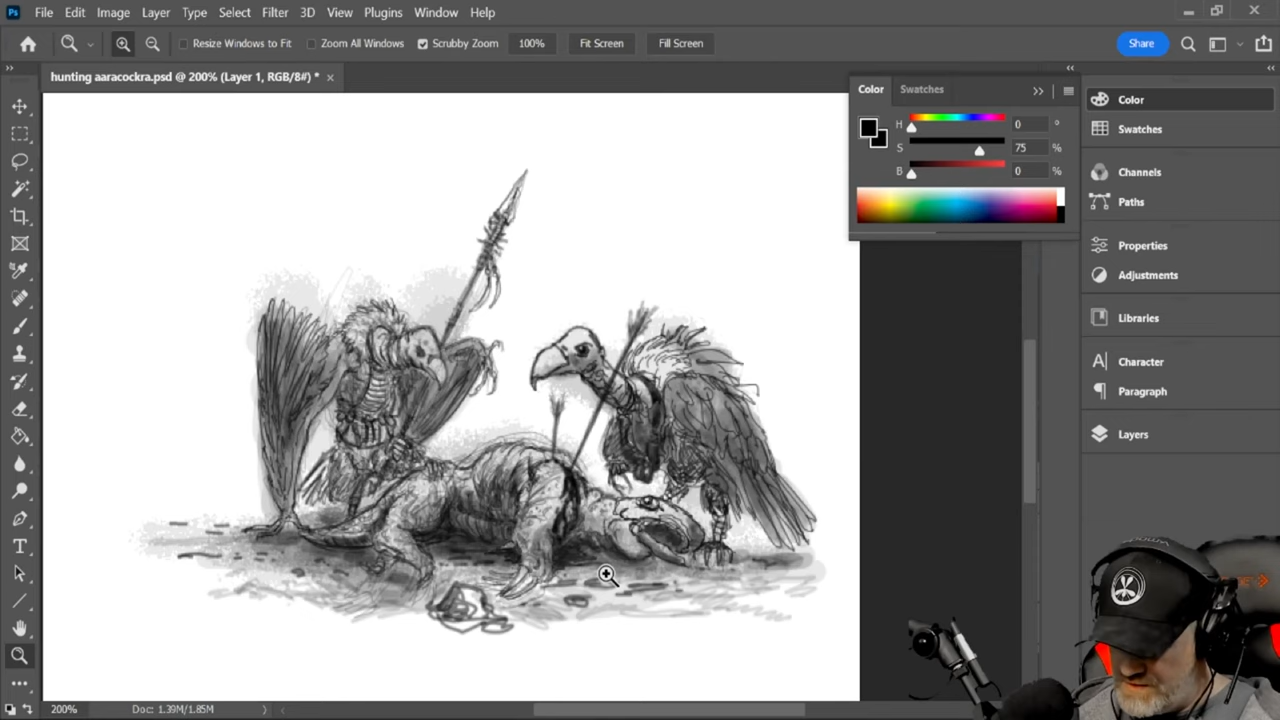 Ps File Edit Image Layer Type Select Filter 3D View Plugins Window Help
Resize Windows to Fit Zoom All Windows Scrubby Zoom 100% Fit Screen Fill Screen Share
hunting aaracockra.psd @ 200% (Layer 1, RGB/8#) * ×
Color Swatches
H 0 °
S 75 %
B 0 %
Color
Swatches
Channels
Paths
Properties
Adjustments
Libraries
Character
Paragraph
Layers
200% Doc: 1.39M/1.85M